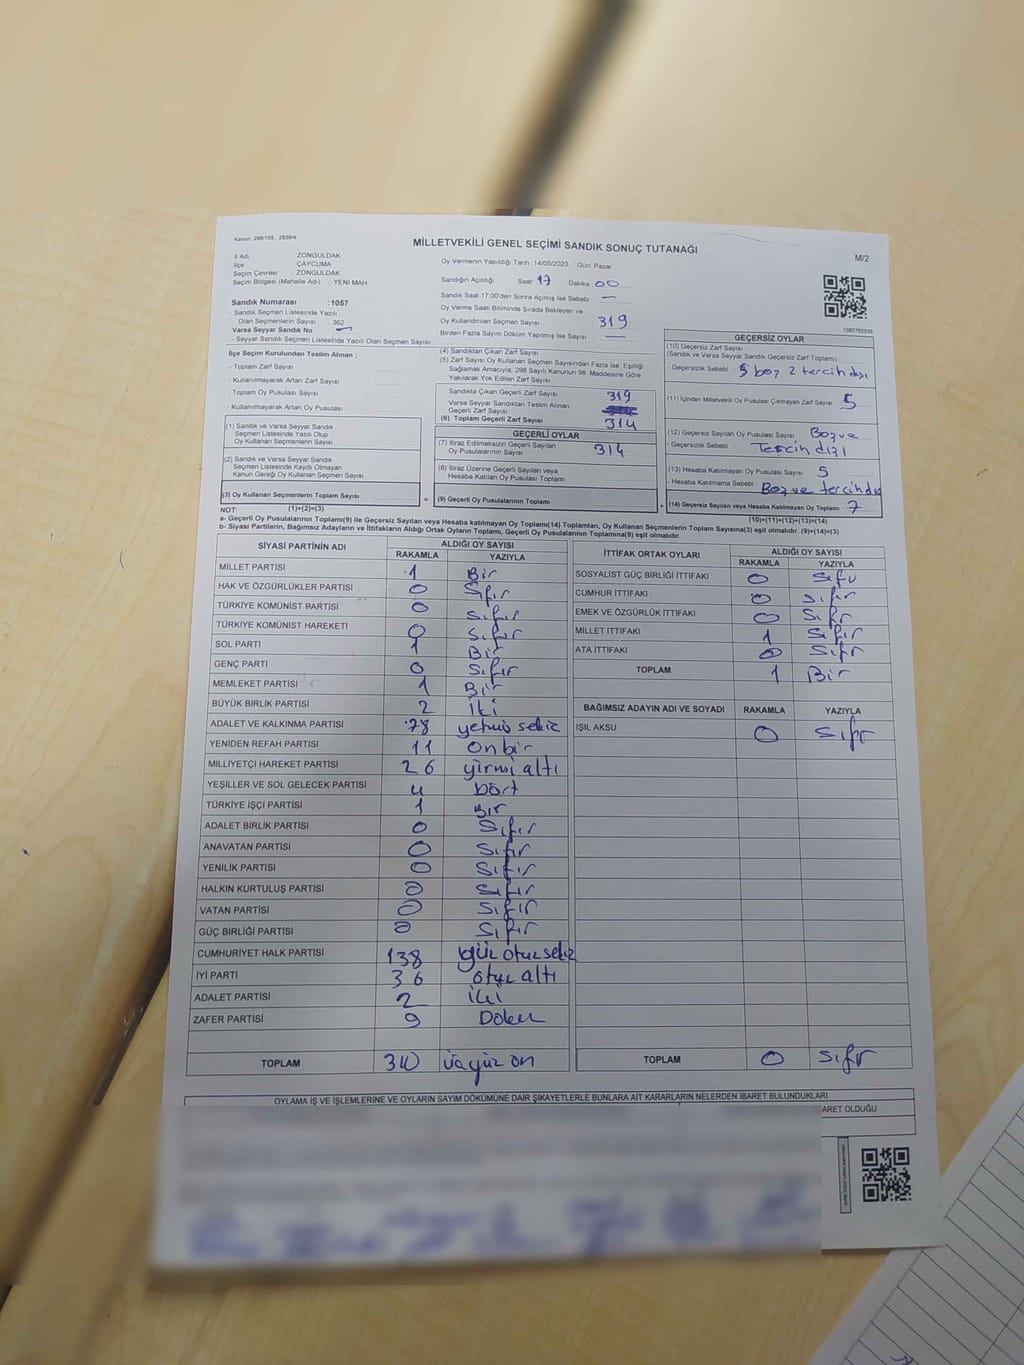 Kanun: 298/105 , 2839/4
MİLLETVEKİLİ GENEL SEÇİMİ SANDIK SONUÇ TUTANAĞI
M/2
İl Adı : ZONGULDAK
İlçe : ÇAYCUMA
Seçim Çevresi : ZONGULDAK
Seçim Bölgesi (Mahalle Adı) : YENİ MAH
Sandık Numarası :1057
- Sandık Seçmen Listesinde Yazılı
Olan Seçmenlerin Sayısı : 362
Varsa Seyyar Sandık No —
- Seyyar Sandık Seçmen Listesinde Yazılı Olan Seçmen Sayısı:
Oy Vermenin Yapıldığı Tarih :14/05/2023 Gün: Pazar
Sandığın Açıldığı Saat 17 Dakika 00
Sandık Saat 17.00'den Sonra Açımış İse Sebebi —
Oy Verme Saati Bitiminde Sırada Bekleyen ve
Oy Kullandırılan Seçmen Sayısı 319
Birden Fazla Sayım Döküm Yapılmış İse Sayısı —
1083782538
İlçe Seçim Kurulundan Teslim Alınan ;
- Toplam Zarf Sayısı :
- Kullanılmayarak Artan Zarf Sayısı :
- Toplam Oy Pusulası Sayısı :
- Kullanılmayarak Artan Oy Pusulası
(1) Sandık ve Varsa Seyyar Sandık
Seçmen Listesinde Yazılı Olup
Oy Kullanan Seçmenlerin Sayısı
(2) Sandık ve Varsa Seyyar Sandık
Seçmen Listesinde Kayıtlı Olmayan
Kanun Gereği Oy Kullanan Seçmen Sayısı
(3) Oy Kullanan Seçmenlerin Toplam Sayısı
(1)+(2)=(3)
(4) Sandıktan Çıkan Zarf Sayısı
(5) Zarf Sayısı Oy Kullanan Seçmen Sayısından Fazla İse, Eşitliği
Sağlamak Amacıyla; 298 Sayılı Kanunun 98. Maddesine Göre
Yakılarak Yok Edilen Zarf Sayısı
Sandıkta Çıkan Geçerli Zarf Sayısı 319
Varsa Seyyar Sandıktan Teslim Alınan
Geçerli Zarf Sayısı
(6) Toplam Geçerli Zarf Sayısı 314
GEÇERLİ OYLAR
(7) İtiraz Edilmeksizin Geçerli Sayılan
Oy Pusulasının Sayısı 314
(8) İtiraz Üzerine Geçerli Sayılan veya
Hesaba Katılan Oy Pusulası Toplamı
= (9) Geçerli Oy Pusulalarının Toplamı
GEÇERSİZ OYLAR
(10) Geçersiz Zarf Sayısı
(Sandık ve Varsa Seyyar Sandık Geçersiz Zarf Toplamı)
- Geçersizlik Sebebi 5 boş 2 tercih dışı
(11) İçinden Milletvekili Oy Pusulası Çıkmayan Zarf Sayısı 5
(12) Geçersiz Sayılan Oy Pusulası Sayısı Boş ve
- Geçersizlik Sebebi Tercih dışı
(13) Hesaba Katılmayan Oy Pusulası Sayısı 5
- Hesaba Katılmama Sebebi Boş ve tercih dışı
+ (14) Geçersiz Sayılan veya Hesaba Katılmayan Oy Toplamı 7
(10)+(11)+(12)+(13)=(14)
NOT:
a- Geçerli Oy Pusulalarının Toplamı(9) ile Geçersiz Sayılan veya Hesaba katılmayan Oy Toplamı(14) Toplamları, Oy Kullanan Seçmenlerin Toplam Sayısına(3) eşit olmalıdır. (9)+(14)=(3)
b- Siyasi Partilerin, Bağımsız Adayların ve İttifakların Aldığı Ortak Oyların Toplamı, Geçerli Oy Pusulalarının Toplamına(9) eşit olmalıdır.
SİYASİ PARTİNİN ADI ALDIĞI OY SAYISI
RAKAMLA YAZIYLA
MİLLET PARTİSİ 1 Bir
HAK VE ÖZGÜRLÜKLER PARTİSİ 0 Sıfır
TÜRKİYE KOMÜNİST PARTİSİ 0 Sıfır
TÜRKİYE KOMÜNİST HAREKETİ 0 Sıfır
SOL PARTİ 1 Bir
GENÇ PARTİ 0 Sıfır
MEMLEKET PARTİSİ 1 Bir
BÜYÜK BİRLİK PARTİSİ 2 İki
ADALET VE KALKINMA PARTİSİ 78 yetmiş sekiz
YENİDEN REFAH PARTİSİ 11 on bir
MİLLİYETÇİ HAREKET PARTİSİ 26 yirmi altı
YEŞİLLER VE SOL GELECEK PARTİSİ 4 Dört
TÜRKİYE İŞÇİ PARTİSİ 1 Bir
ADALET BİRLİK PARTİSİ 0 Sıfır
ANAVATAN PARTİSİ 0 Sıfır
YENİLİK PARTİSİ 0 Sıfır
HALKIN KURTULUŞ PARTİSİ 0 Sıfır
VATAN PARTİSİ 0 Sıfır
GÜÇ BİRLİĞİ PARTİSİ 0 Sıfır
CUMHURİYET HALK PARTİSİ 138 yüz otuz sekiz
İYİ PARTİ 36 otuz altı
ADALET PARTİSİ 2 İki
ZAFER PARTİSİ 9 Dokuz
TOPLAM 310 üçyüz on
İTTİFAK ORTAK OYLARI ALDIĞI OY SAYISI
RAKAMLA YAZIYLA
SOSYALİST GÜÇ BİRLİĞİ İTTİFAKI 0 Sıfır
CUMHUR İTTİFAKI 0 Sıfır
EMEK VE ÖZGÜRLÜK İTTİFAKI 0 Sıfır
MİLLET İTTİFAKI 1 Sıfır
ATA İTTİFAKI 0 Sıfır
TOPLAM 1 Bir
BAĞIMSIZ ADAYIN ADI VE SOYADI RAKAMLA YAZIYLA
IŞIL AKSU 0 Sıfır
TOPLAM 0 Sıfır
OYLAMA İŞ VE İŞLEMLERİNE VE OYLARIN SAYIM DÖKÜMÜNE DAİR ŞİKAYETLERLE BUNLARA AİT KARARLARIN NELERDEN İBARET BULUNDUKLARI
ARET OLDUĞU